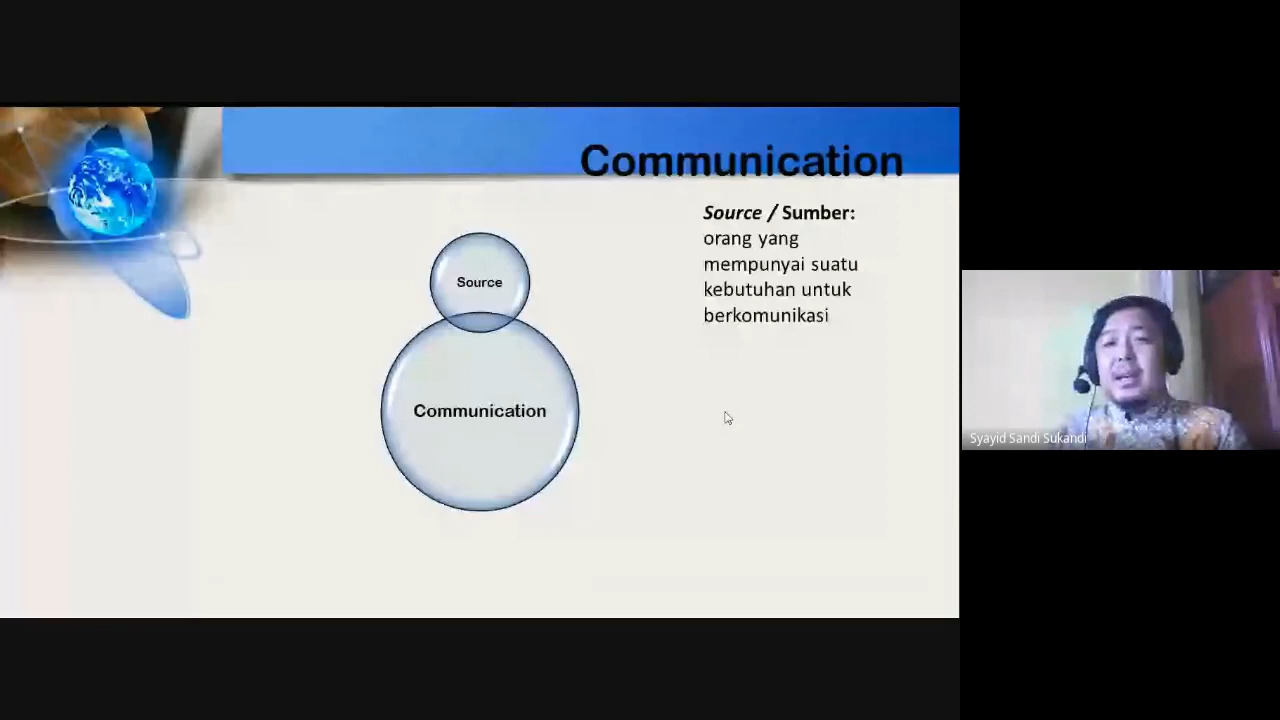 Communication
Source / Sumber:
orang yang
mempunyai suatu
kebutuhan untuk
berkomunikasi
Source
Communication
Syayid Sandi Sukandi